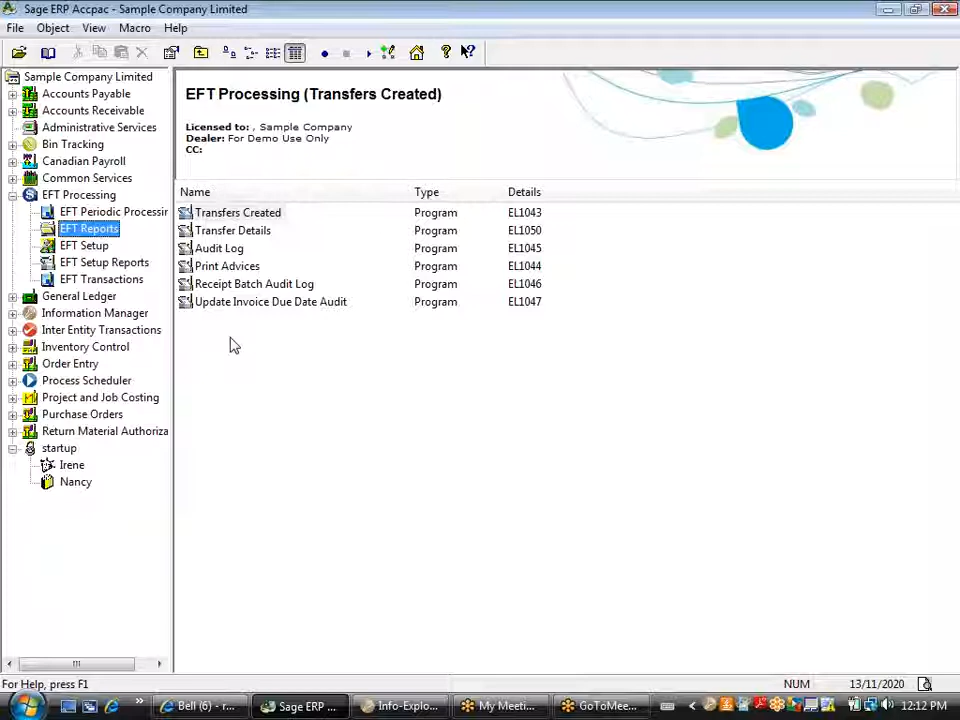 Sage ERP Accpac - Sample Company Limited
File Object View Macro Help
Sample Company Limited
Accounts Payable
Accounts Receivable
Administrative Services
Bin Tracking
Canadian Payroll
Common Services
EFT Processing
EFT Periodic Processin
EFT Reports
EFT Setup
EFT Setup Reports
EFT Transactions
General Ledger
Information Manager
Inter Entity Transactions
Inventory Control
Order Entry
Process Scheduler
Project and Job Costing
Purchase Orders
Return Material Authoriza
startup
Irene
Nancy
EFT Processing (Transfers Created)
Licensed to: , Sample Company
Dealer: For Demo Use Only
CC:
Name Type Details
Transfers Created Program EL1043
Transfer Details Program EL1050
Audit Log Program EL1045
Print Advices Program EL1044
Receipt Batch Audit Log Program EL1046
Update Invoice Due Date Audit Program EL1047
For Help, press F1 NUM 13/11/2020
Bell (6) - r... Sage ERP ... Info-Explo... My Meeti... GoToMee... 12:12 PM